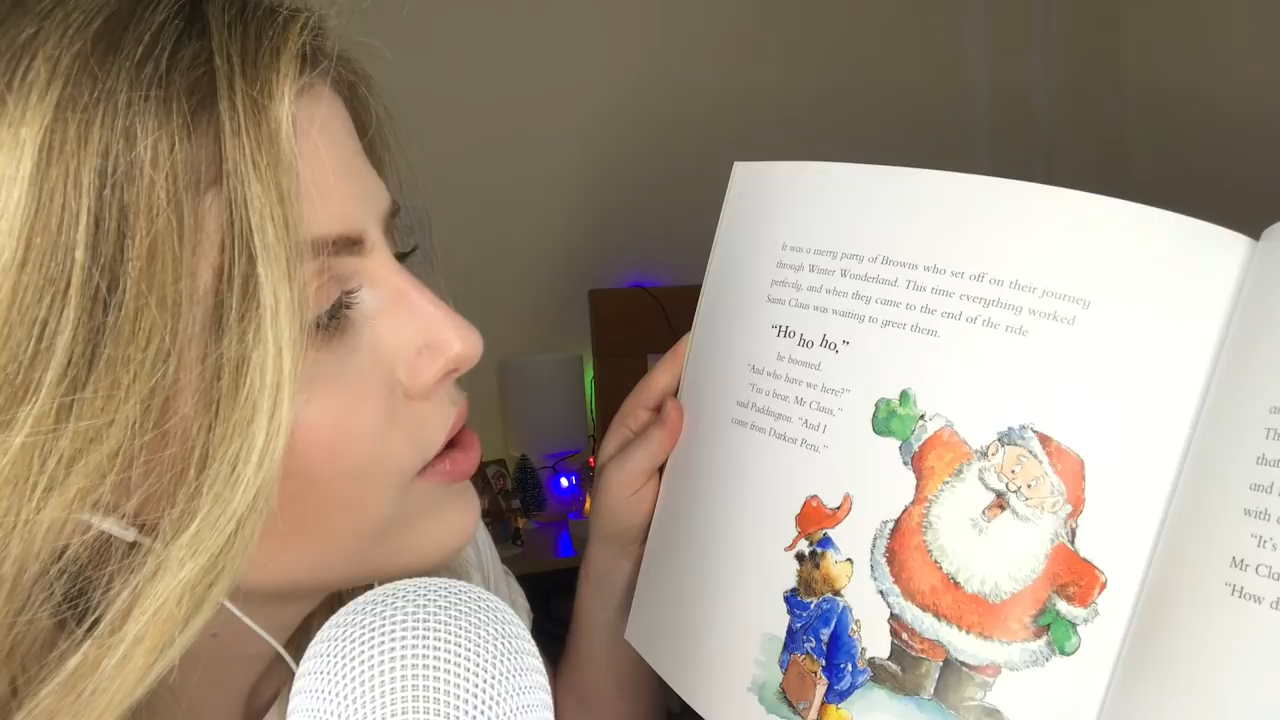 It was a merry party of Browns who set off on their journey
through Winter Wonderland. This time everything worked
perfectly, and when they came to the end of the ride
Santa Claus was waiting to greet them.
“Ho ho ho,”
he boomed.
“And who have we here?”
“I’m a bear, Mr Claus,”
said Paddington. “And I
come from Darkest Peru.”
that
and
with
“It’s
Mr
“How